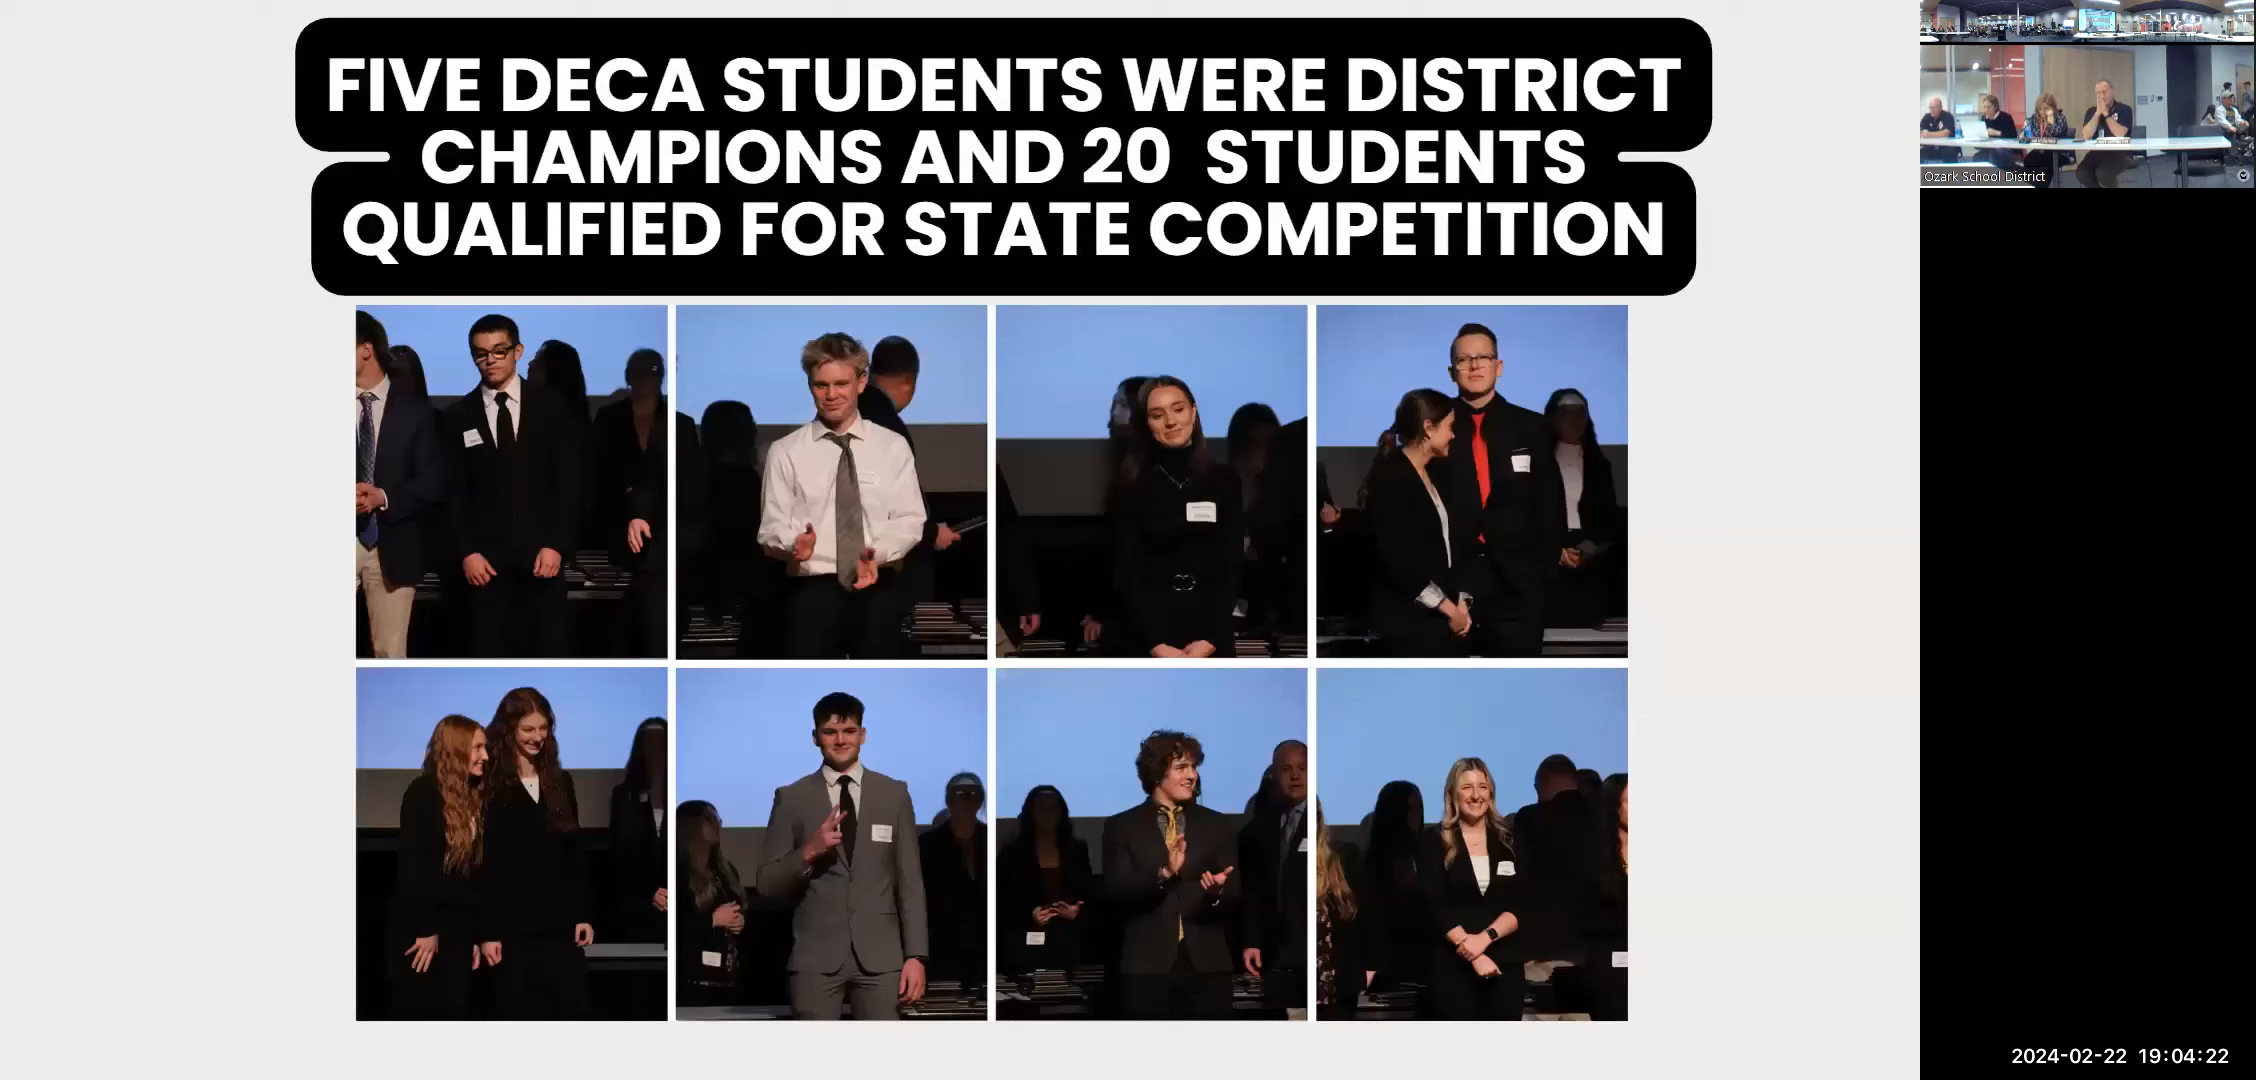 FIVE DECA STUDENTS WERE DISTRICT
CHAMPIONS AND 20 STUDENTS
QUALIFIED FOR STATE COMPETITION
Ozark School District
2024-02-22 19:04:22